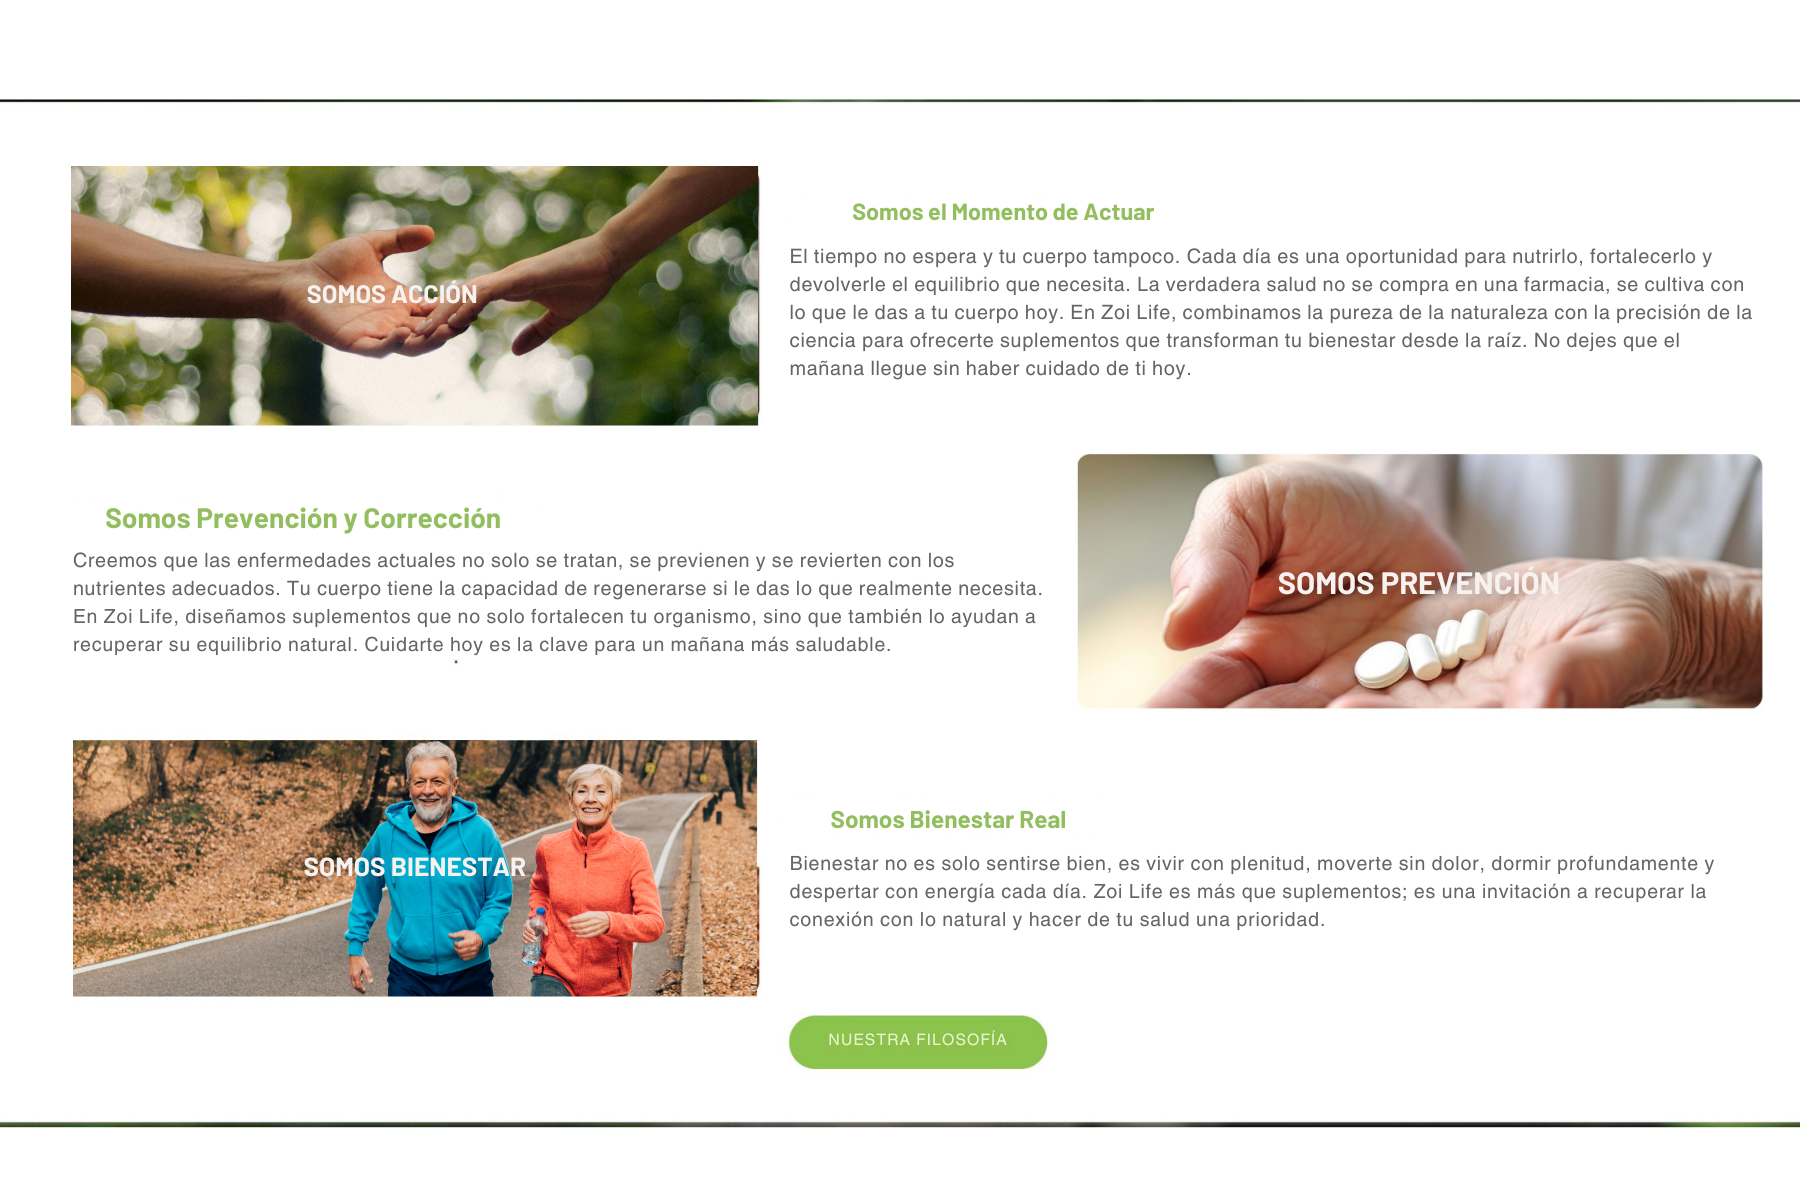 SOMOS ACCIÓN
Somos el Momento de Actuar
El tiempo no espera y tu cuerpo tampoco. Cada día es una oportunidad para nutrirlo, fortalecerlo y
devolverle el equilibrio que necesita. La verdadera salud no se compra en una farmacia, se cultiva con
lo que le das a tu cuerpo hoy. En Zoi Life, combinamos la pureza de la naturaleza con la precisión de la
ciencia para ofrecerte suplementos que transforman tu bienestar desde la raíz. No dejes que el
mañana llegue sin haber cuidado de ti hoy.
Somos Prevención y Corrección
Creemos que las enfermedades actuales no solo se tratan, se previenen y se revierten con los
nutrientes adecuados. Tu cuerpo tiene la capacidad de regenerarse si le das lo que realmente necesita.
En Zoi Life, diseñamos suplementos que no solo fortalecen tu organismo, sino que también lo ayudan a
recuperar su equilibrio natural. Cuidarte hoy es la clave para un mañana más saludable.
SOMOS PREVENCIÓN
SOMOS BIENESTAR
Somos Bienestar Real
Bienestar no es solo sentirse bien, es vivir con plenitud, moverte sin dolor, dormir profundamente y
despertar con energía cada día. Zoi Life es más que suplementos; es una invitación a recuperar la
conexión con lo natural y hacer de tu salud una prioridad.
NUESTRA FILOSOFÍA